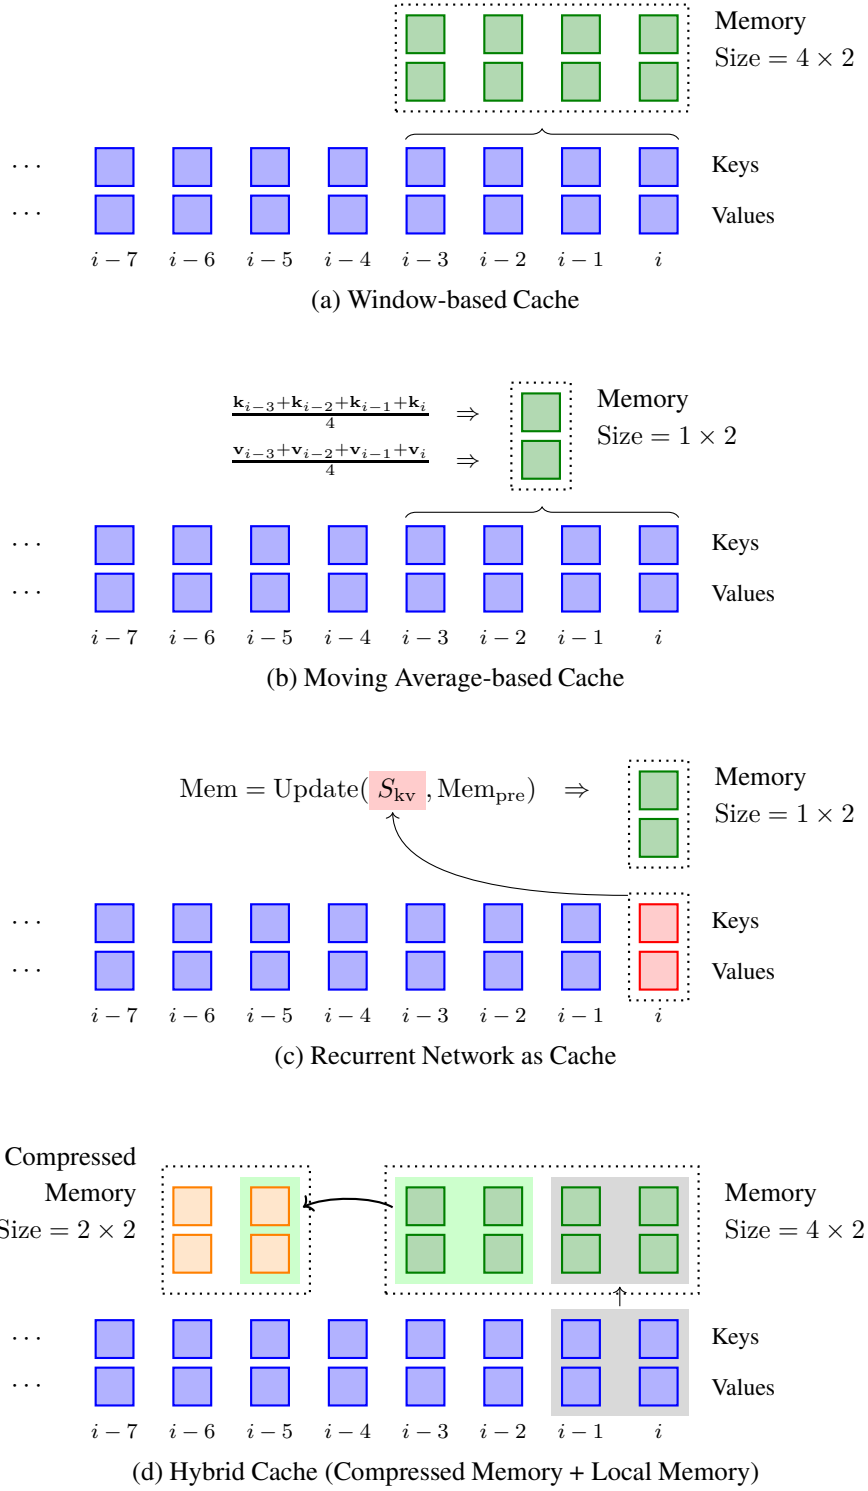 Memory
Size = 4 × 2
⋯ Keys
⋯ Values
i − 7 i − 6 i − 5 i − 4 i − 3 i − 2 i − 1 i
(a) Window-based Cache
(k_{i−3}+k_{i−2}+k_{i−1}+k_i)/4 ⇒ Memory
(v_{i−3}+v_{i−2}+v_{i−1}+v_i)/4 ⇒ Size = 1 × 2
⋯ Keys
⋯ Values
i − 7 i − 6 i − 5 i − 4 i − 3 i − 2 i − 1 i
(b) Moving Average-based Cache
Mem = Update( S_kv , Mem_pre) ⇒ Memory
Size = 1 × 2
⋯ Keys
⋯ Values
i − 7 i − 6 i − 5 i − 4 i − 3 i − 2 i − 1 i
(c) Recurrent Network as Cache
Compressed
Memory
Size = 2 × 2
Memory
Size = 4 × 2
⋯ Keys
⋯ Values
i − 7 i − 6 i − 5 i − 4 i − 3 i − 2 i − 1 i
(d) Hybrid Cache (Compressed Memory + Local Memory)